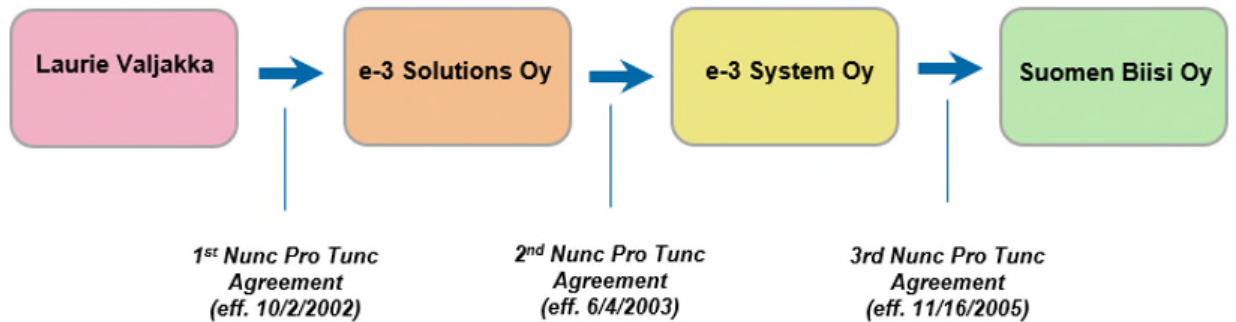 Laurie Valjakka
e-3 Solutions Oy
e-3 System Oy
Suomen Biisi Oy
1st Nunc Pro Tunc
Agreement
(eff. 10/2/2002)
2nd Nunc Pro Tunc
Agreement
(eff. 6/4/2003)
3rd Nunc Pro Tunc
Agreement
(eff. 11/16/2005)